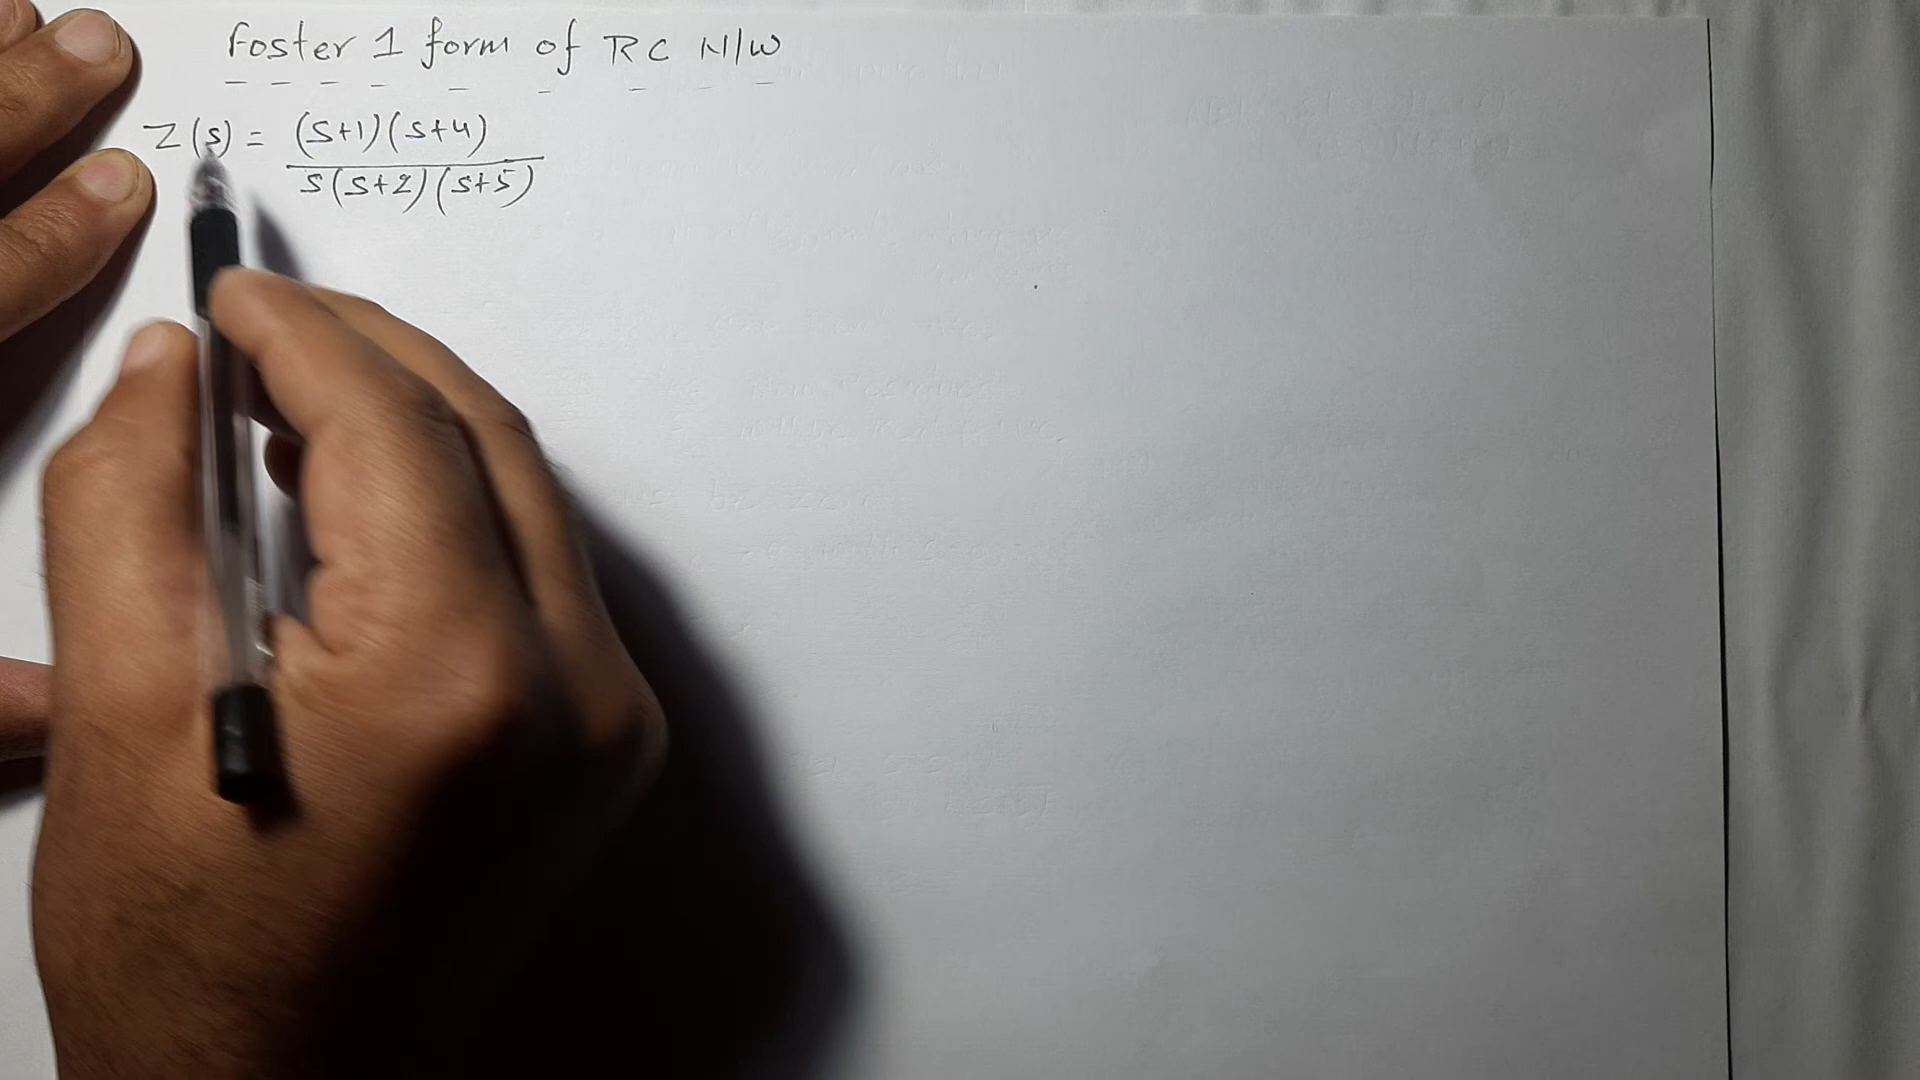 Foster 1 form of RC N/W
Z(s) = (s+1)(s+4)
s(s+2)(s+5)